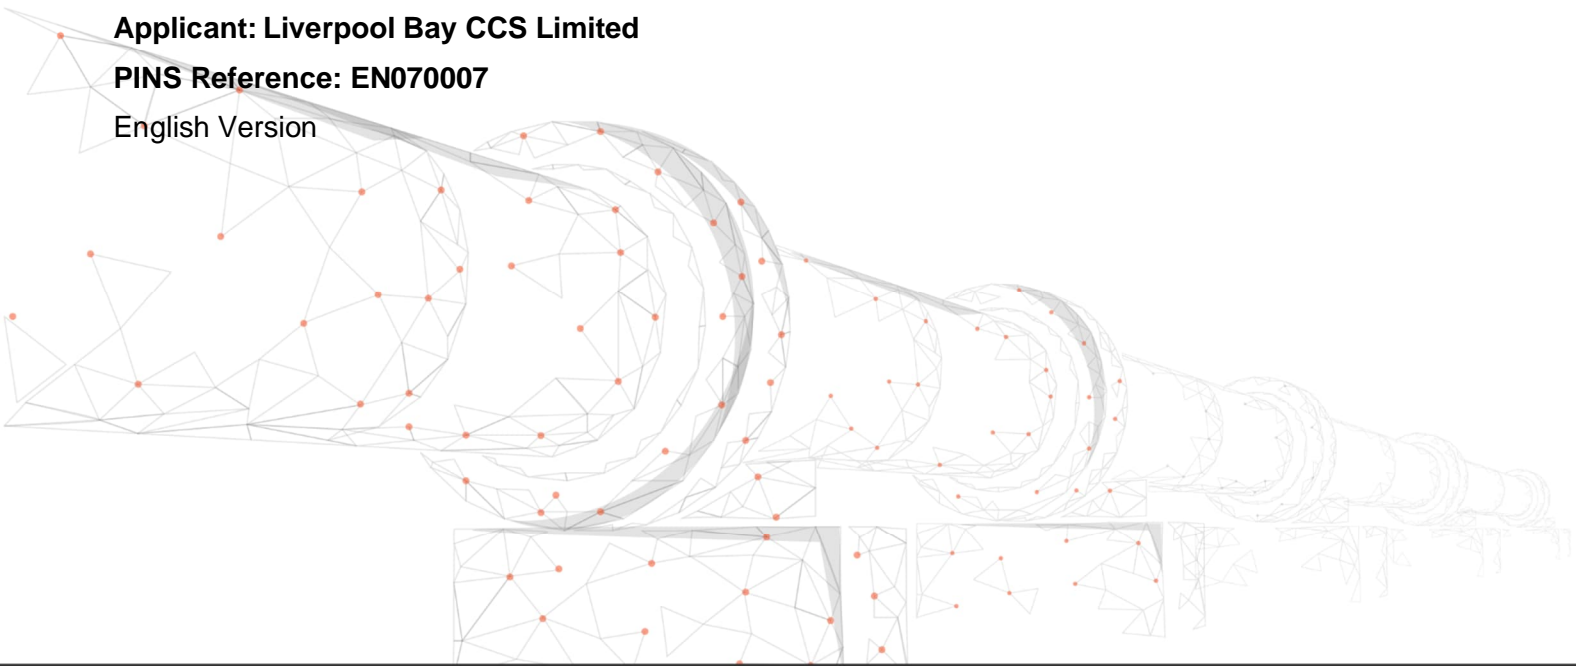 Applicant: Liverpool Bay CCS Limited
PINS Reference: EN070007
English Version